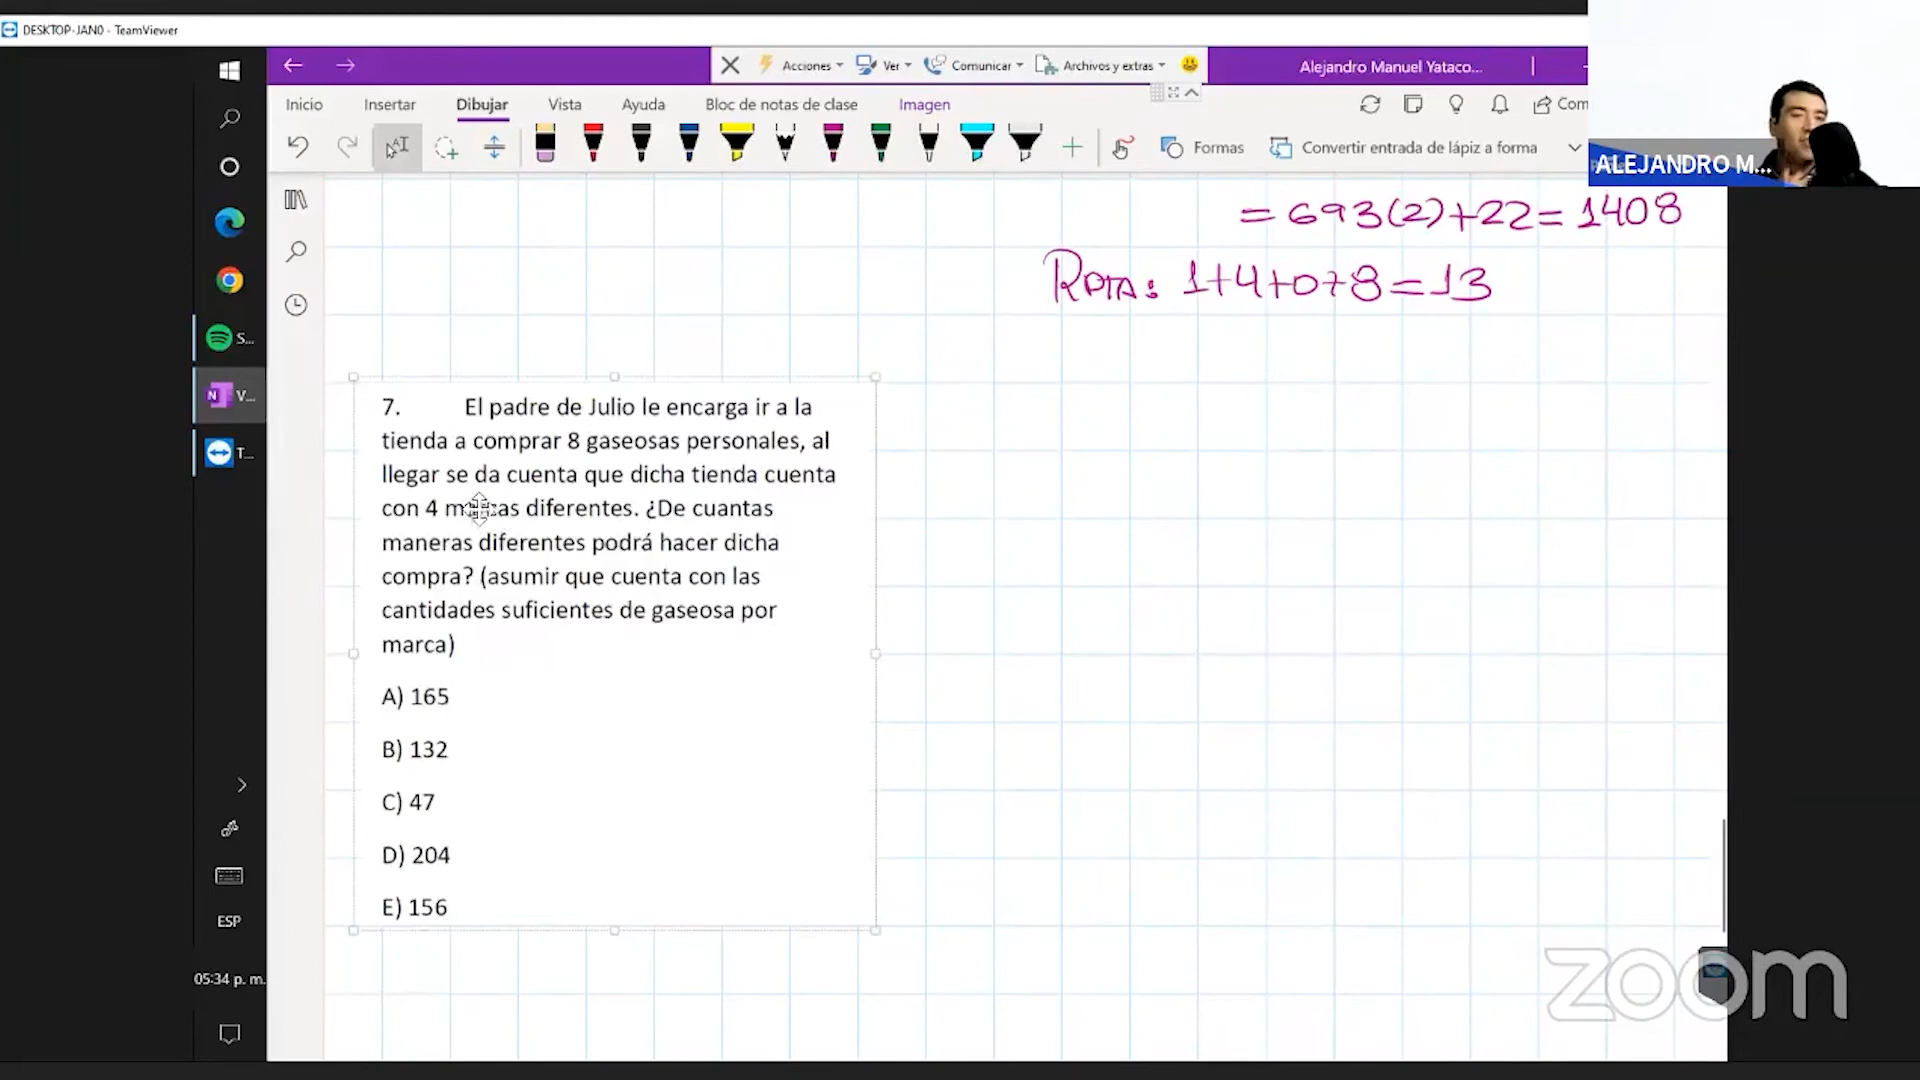 DESKTOP-JAN0 - TeamViewer
Acciones
Ver
Comunicar
Archivos y extras
Alejandro Manuel Yataco...
Inicio
Insertar
Dibujar
Vista
Ayuda
Bloc de notas de clase
Imagen
Com
Formas
Convertir entrada de lápiz a forma
ALEJANDRO M...
= 693(2)+22= 1408
Rpta: 1+4+0+8=13
S...
V...
T...
7. El padre de Julio le encarga ir a la
tienda a comprar 8 gaseosas personales, al
llegar se da cuenta que dicha tienda cuenta
con 4 marcas diferentes. ¿De cuantas
maneras diferentes podrá hacer dicha
compra? (asumir que cuenta con las
cantidades suficientes de gaseosa por
marca)
A) 165
B) 132
C) 47
D) 204
E) 156
ESP
05:34 p. m.
zoom